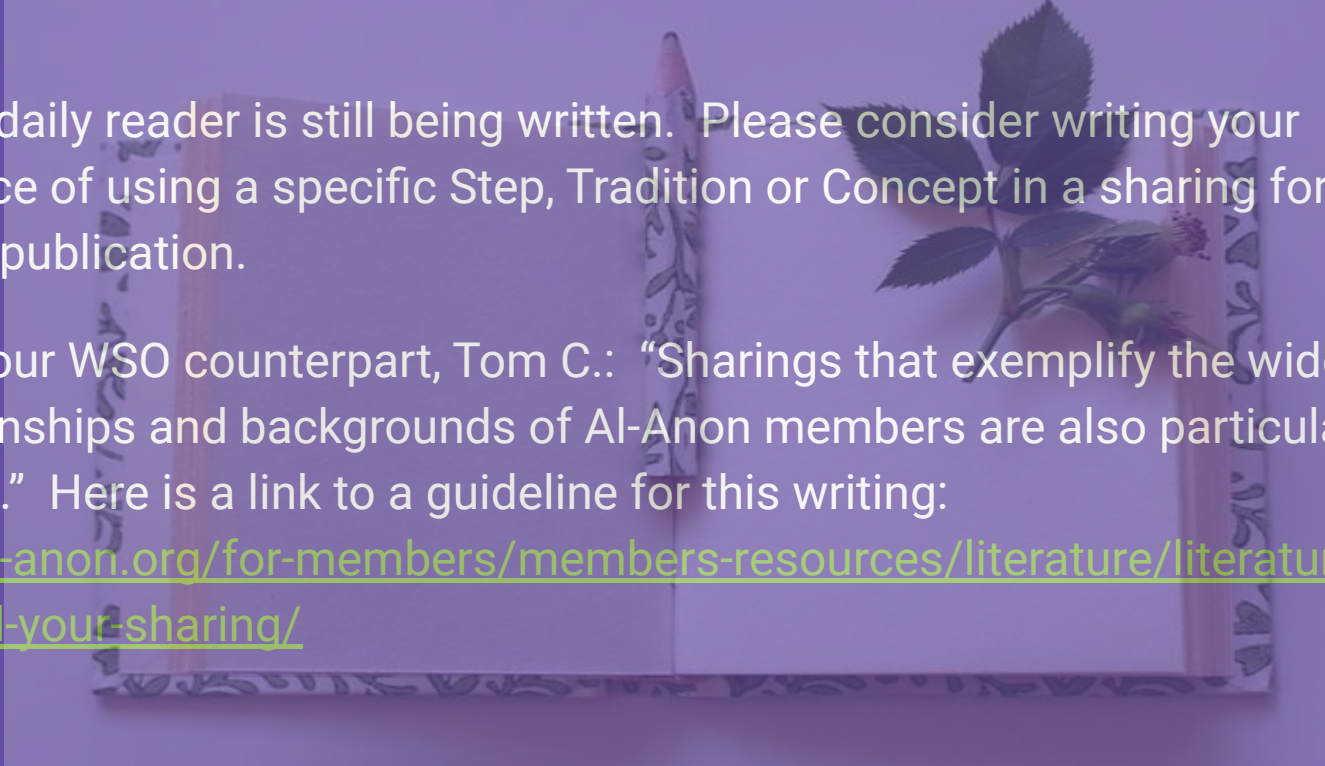 daily reader is still being written. Please consider writing your
ce of using a specific Step, Tradition or Concept in a sharing for
publication.
our WSO counterpart, Tom C.: “Sharings that exemplify the wid
nships and backgrounds of Al-Anon members are also particul
.” Here is a link to a guideline for this writing:
-anon.org/for-members/members-resources/literature/literatu
-your-sharing/